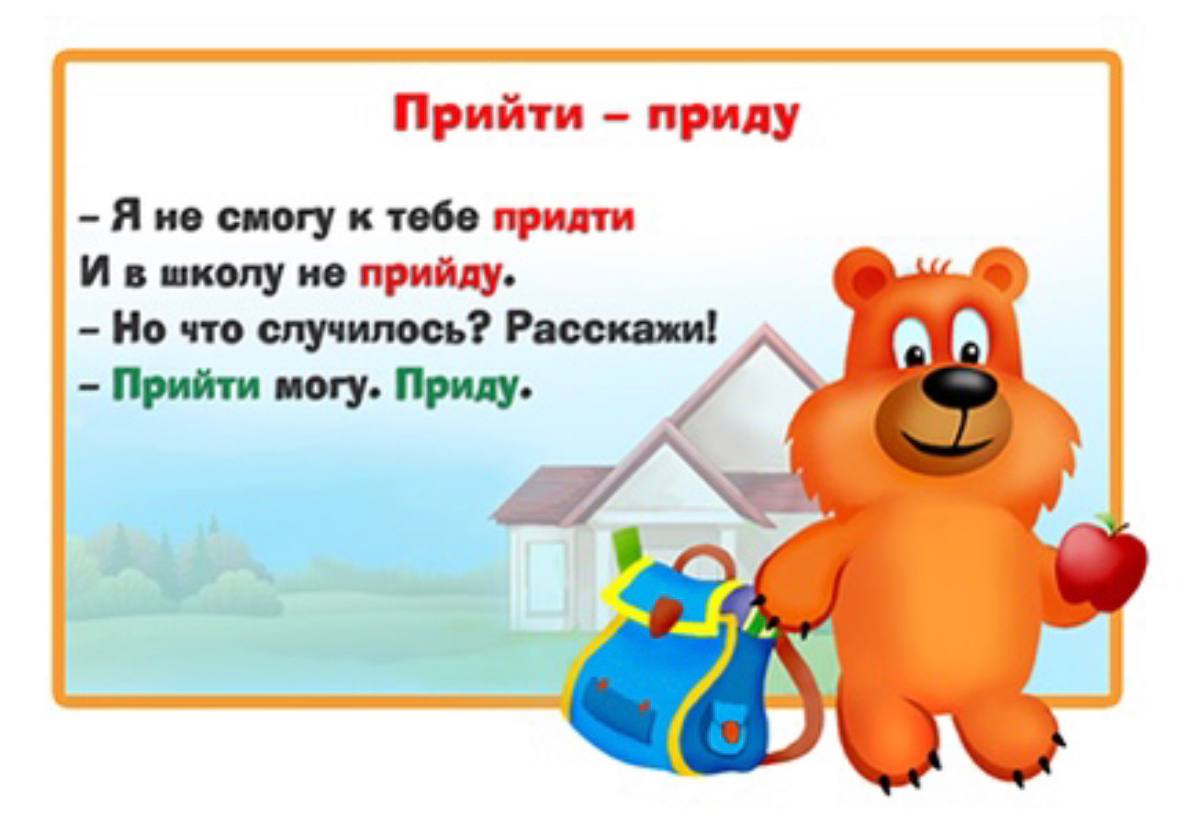 Прийти – приду
– Я не смогу к тебе придти
И в школу не прийду.
– Но что случилось? Расскажи!
– Прийти могу. Приду.